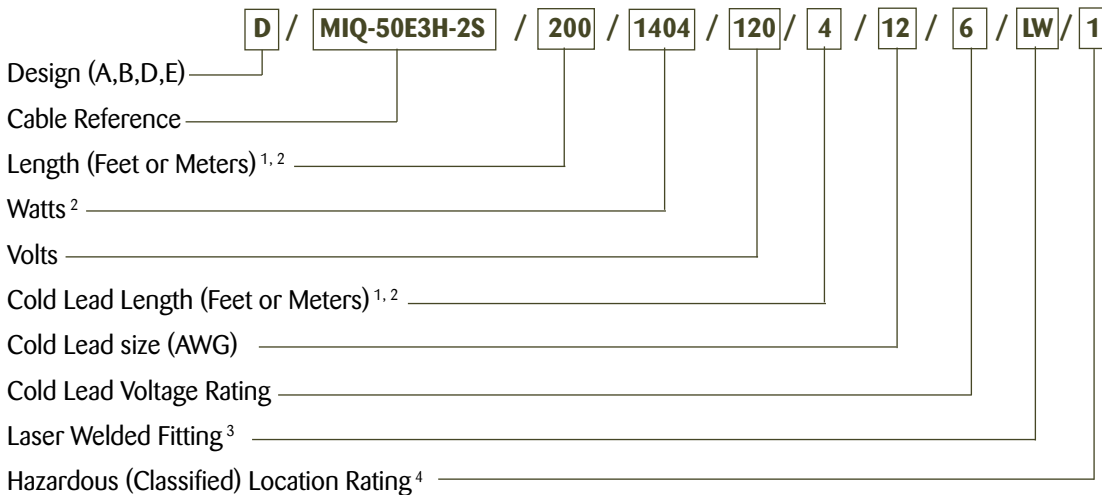 D / MIQ-50E3H-2S / 200 / 1404 / 120 / 4 / 12 / 6 / LW / 1
Design (A,B,D,E)
Cable Reference
Length (Feet or Meters) 1, 2
Watts 2
Volts
Cold Lead Length (Feet or Meters) 1, 2
Cold Lead size (AWG)
Cold Lead Voltage Rating
Laser Welded Fitting 3
Hazardous (Classified) Location Rating 4